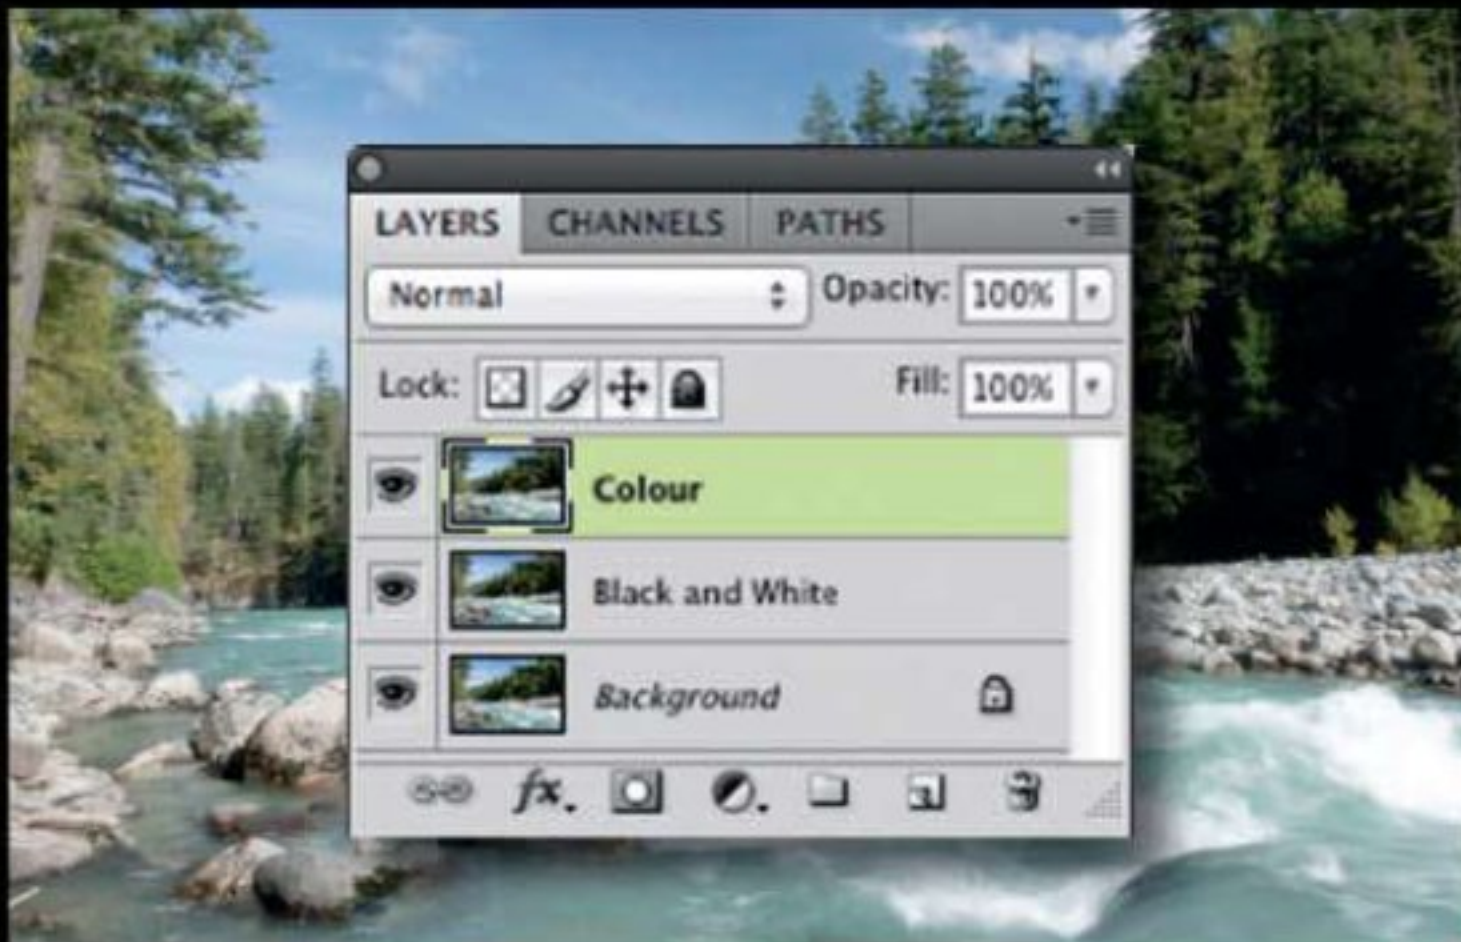 LAYERS CHANNELS PATHS
Normal Opacity: 100%
Lock: Fill: 100%
Colour
Black and White
Background
fx.